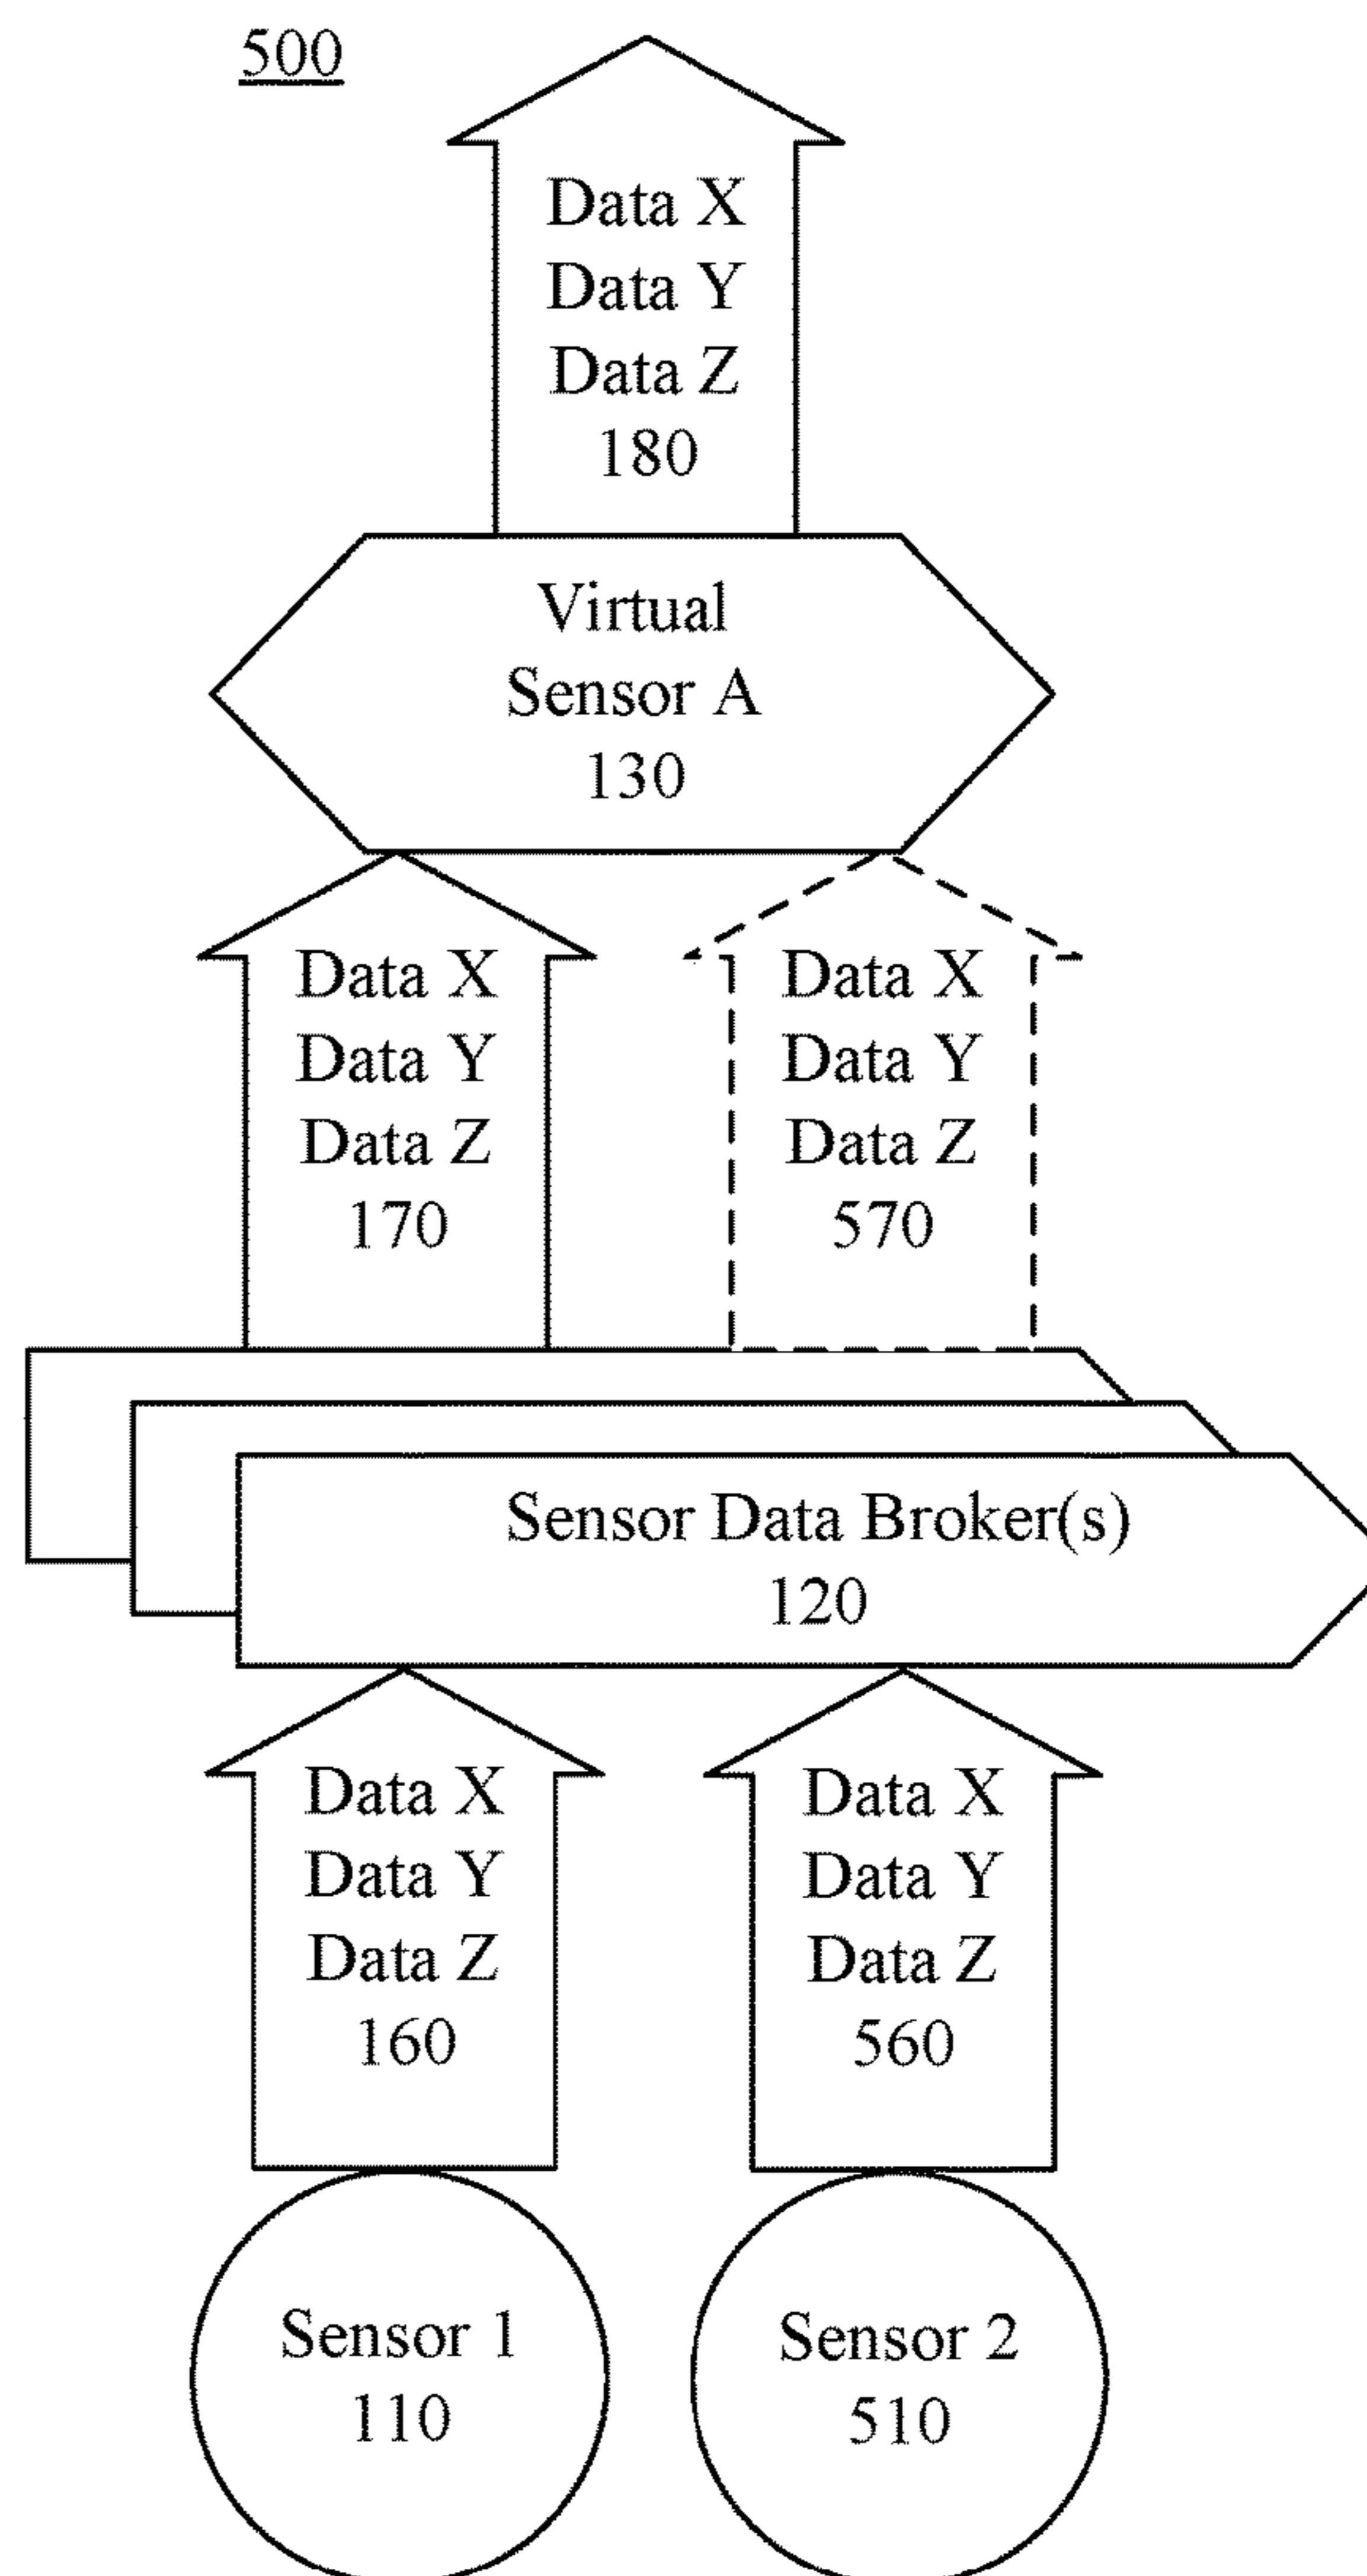 500
Data X
Data Y
Data Z
180
Virtual
Sensor A
130
Data X
Data Y
Data Z
170
Data X
Data Y
Data Z
570
Sensor Data Broker(s)
120
Data X
Data Y
Data Z
160
Data X
Data Y
Data Z
560
Sensor 1
110
Sensor 2
510